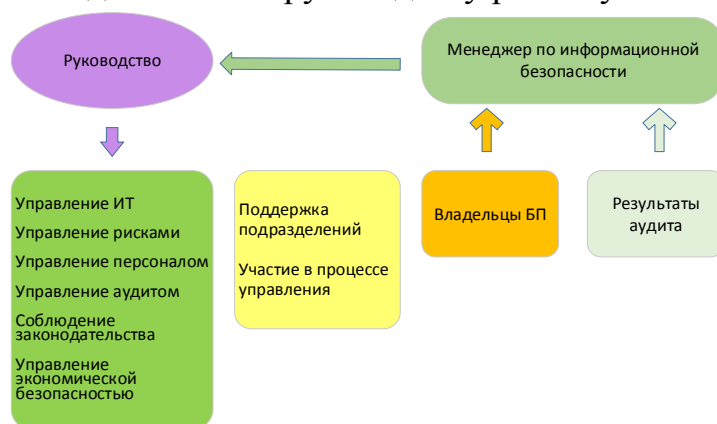 Руководство
Менеджер по информационной
безопасности
Управление ИТ
Управление рисками
Управление персоналом
Управление аудитом
Соблюдение
законодательства
Управление
экономической
безопасностью
Поддержка
подразделений
Участие в процессе
управления
Владельцы БП
Результаты
аудита